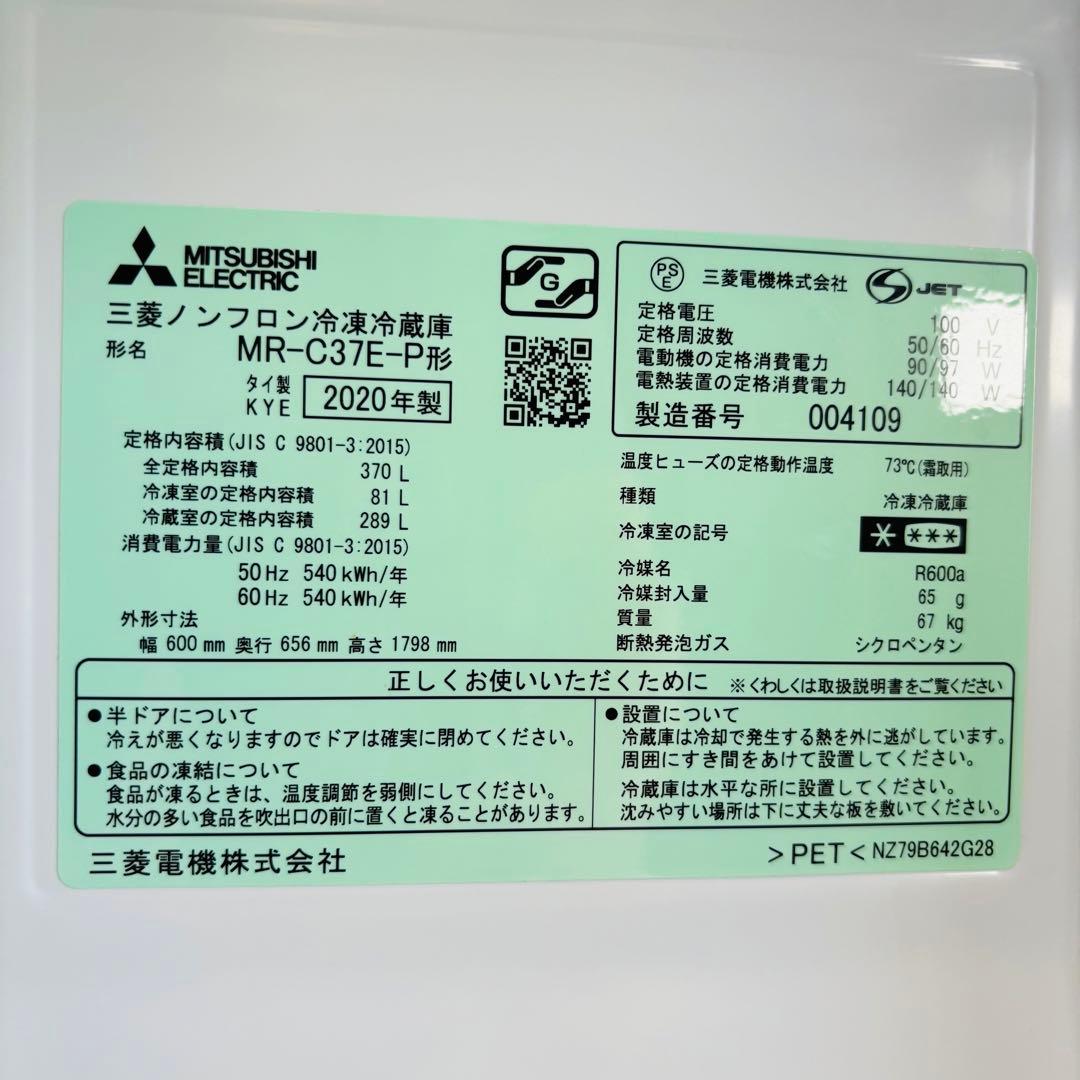 MITSUBISHI
ELECTRIC
三菱ノンフロン冷凍冷蔵庫
形名 MR-C37E-P形
タイ製
KYE 2020年製
G
定格内容積(JIS C 9801-3:2015)
全定格内容積 370 L
冷凍室の定格内容積 81 L
冷蔵室の定格内容積 289 L
消費電力量(JIS C 9801-3:2015)
50Hz 540kWh/年
60Hz 540kWh/年
外形寸法
幅 600mm 奥行 656mm 高さ 1798mm
PSE 三菱電機株式会社 JET
定格電圧 100 V
定格周波数 50/60 Hz
電動機の定格消費電力 90/97 W
電熱装置の定格消費電力 140/140 W
製造番号 004109
温度ヒューズの定格動作温度 73℃(霜取用)
種類 冷凍冷蔵庫
冷凍室の記号 * ***
冷媒名 R600a
冷媒封入量 65 g
質量 67 kg
断熱発泡ガス シクロペンタン
正しくお使いいただくために ※くわしくは取扱説明書をご覧ください
●半ドアについて
冷えが悪くなりますのでドアは確実に閉めてください。
●食品の凍結について
食品が凍るときは、温度調節を弱側にしてください。
水分の多い食品を吹出口の前に置くと凍ることがあります。
●設置について
冷蔵庫は冷却で発生する熱を外に逃がしています。
周囲にすき間をあけて設置してください。
冷蔵庫は水平な所に設置してください。
沈みやすい場所は下に丈夫な板を敷いてください。
三菱電機株式会社
>PET< NZ79B642G28